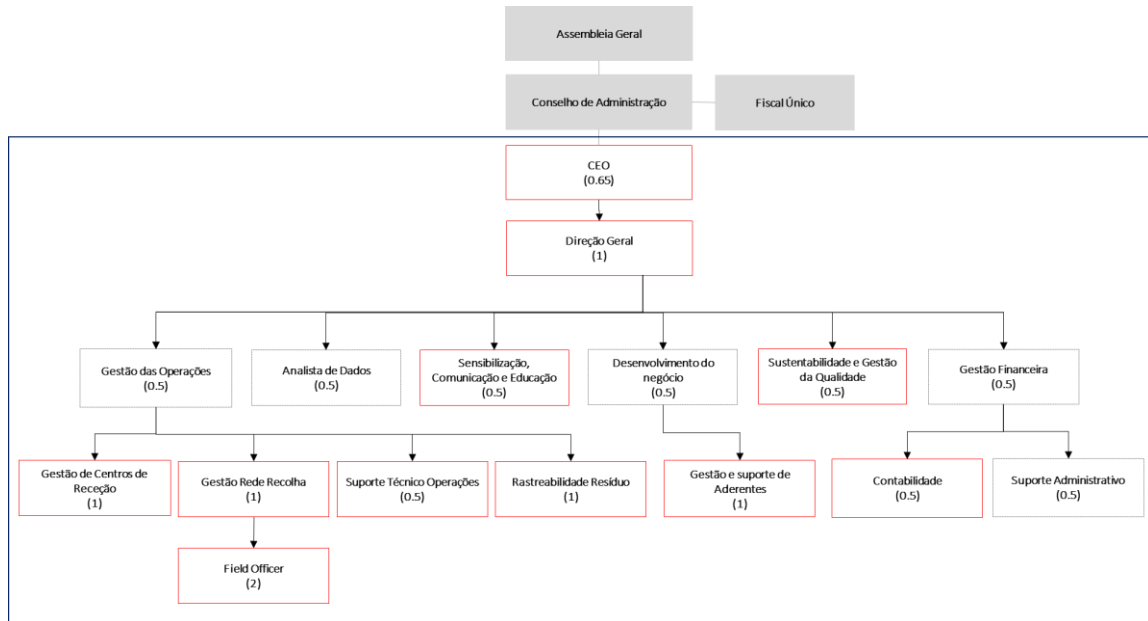 Assembleia Geral
Conselho de Administração
Fiscal Único
CEO
(0.65)
Direção Geral
(1)
Gestão das Operações
(0.5)
Analista de Dados
(0.5)
Sensibilização,
Comunicação e Educação
(0.5)
Desenvolvimento do
negócio
(0.5)
Sustentabilidade e Gestão
da Qualidade
(0.5)
Gestão Financeira
(0.5)
Gestão de Centros de
Receção
(1)
Gestão Rede Recolha
(1)
Suporte Técnico Operações
(0.5)
Rastreabilidade Resíduo
(1)
Gestão e suporte de
Aderentes
(1)
Contabilidade
(0.5)
Suporte Administrativo
(0.5)
Field Officer
(2)